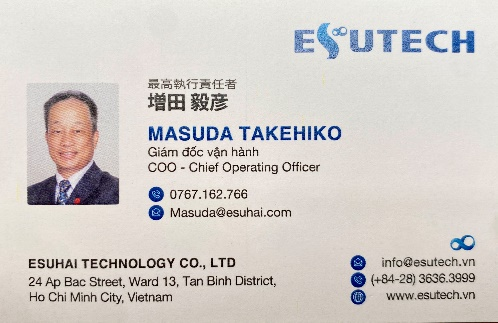 ESUTECH
最高執行責任者
増田 毅彦
MASUDA TAKEHIKO
Giám đốc vận hành
COO - Chief Operating Officer
0767.162.766
Masuda@esuhai.com
ESUHAI TECHNOLOGY CO., LTD
24 Ap Bac Street, Ward 13, Tan Binh District,
Ho Chi Minh City, Vietnam
info@esutech.vn
(+84-28) 3636.3999
www.esutech.vn